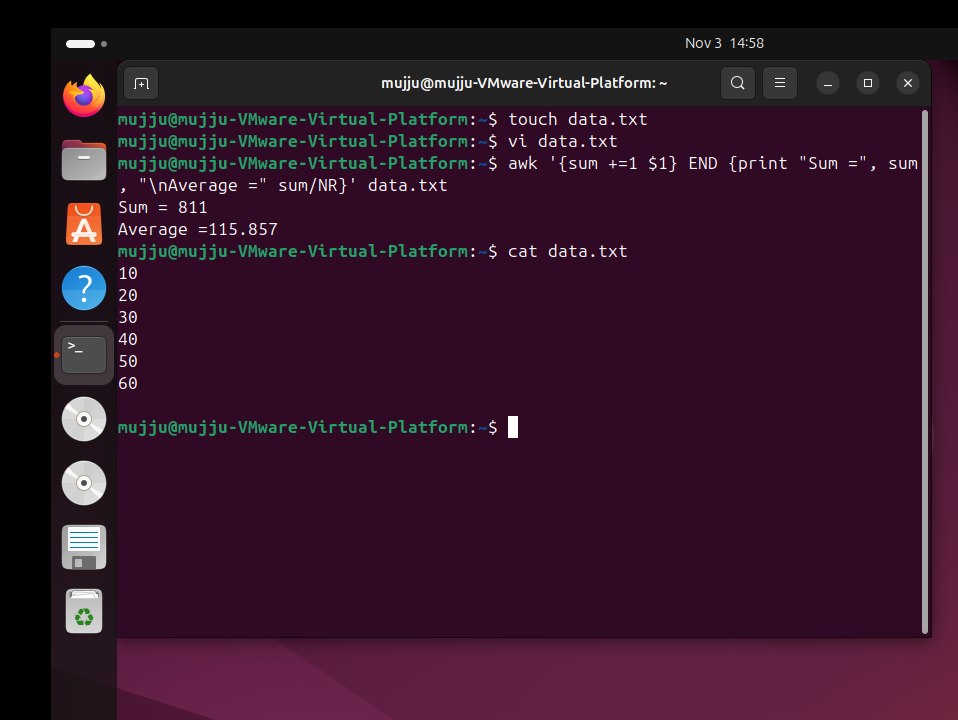 Nov 3 14:58
mujju@mujju-VMware-Virtual-Platform: ~
mujju@mujju-VMware-Virtual-Platform:~$ touch data.txt
mujju@mujju-VMware-Virtual-Platform:~$ vi data.txt
mujju@mujju-VMware-Virtual-Platform:~$ awk '{sum +=1 $1} END {print "Sum =", sum
, "\nAverage =" sum/NR}' data.txt
Sum = 811
Average =115.857
mujju@mujju-VMware-Virtual-Platform:~$ cat data.txt
10
20
30
40
50
60
mujju@mujju-VMware-Virtual-Platform:~$